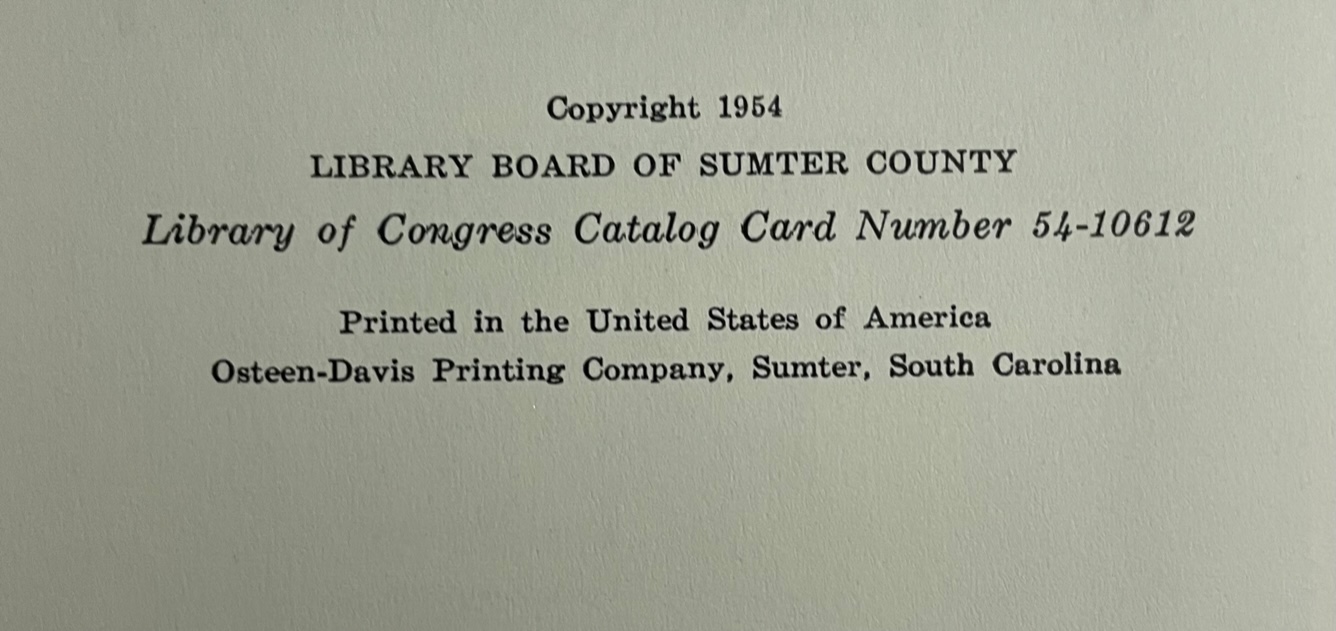 Copyright 1954
LIBRARY BOARD OF SUMTER COUNTY
Library of Congress Catalog Card Number 54-10612
Printed in the United States of America
Osteen-Davis Printing Company, Sumter, South Carolina